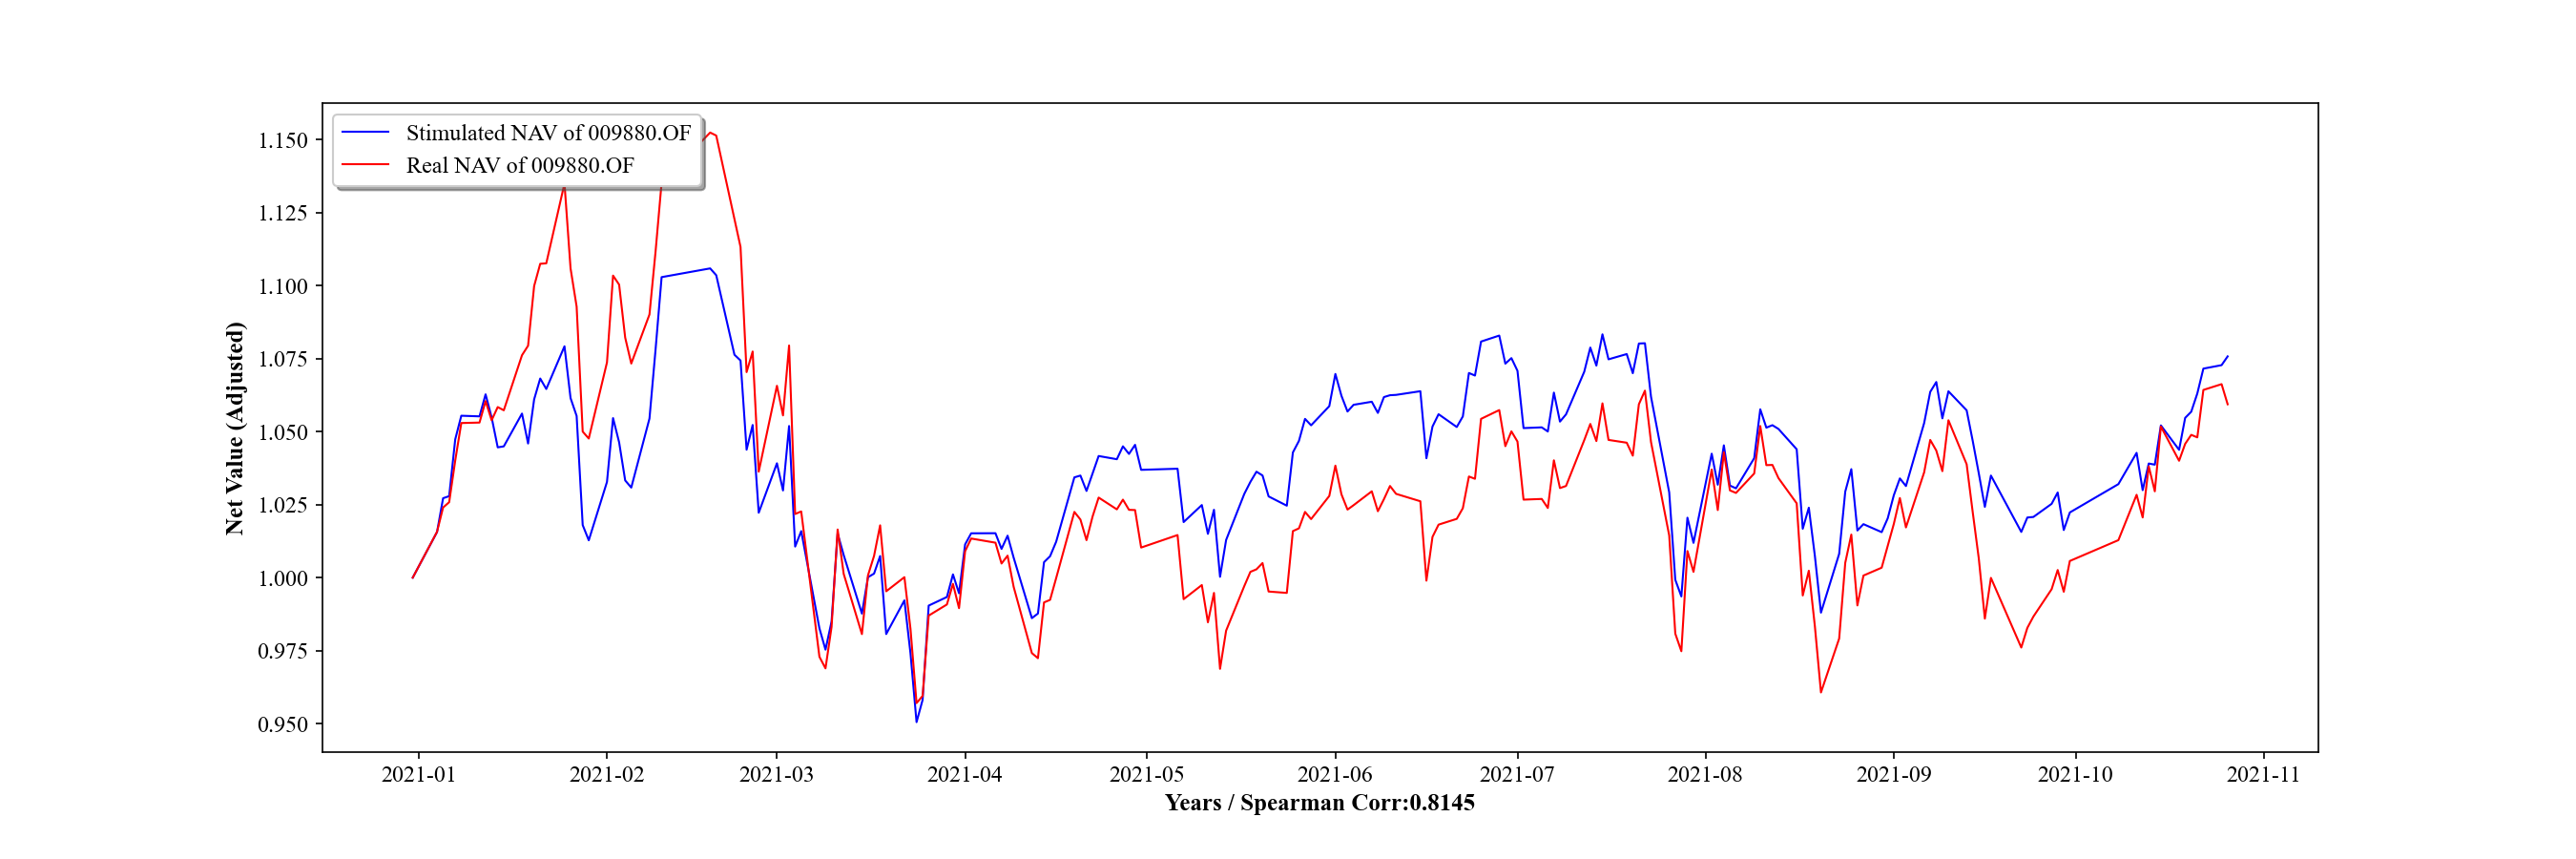 Stimulated NAV of 009880.OF
Real NAV of 009880.OF
1.150
1.125
1.100
1.075
1.050
1.025
1.000
0.975
0.950
Net Value (Adjusted)
2021-01 2021-02 2021-03 2021-04 2021-05 2021-06 2021-07 2021-08 2021-09 2021-10 2021-11
Years / Spearman Corr:0.8145